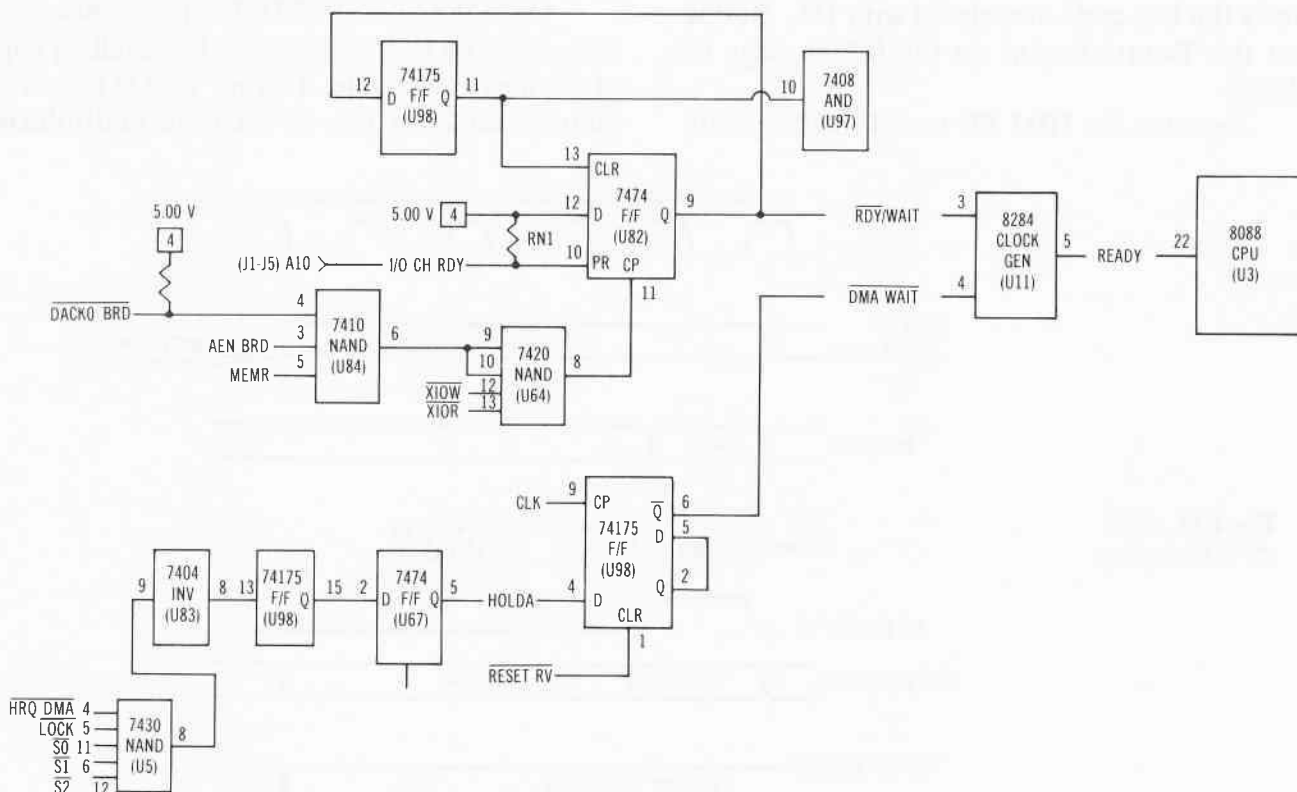 12 D 74175 F/F (U98) Q 11
10 7408 AND (U97)
13 CLR
5.00 V 4
5.00 V 4
12 D 7474 F/F (U82) Q 9
RN1
(J1-J5) A10 I/O CH RDY 10 PR CP
11
RDY/WAIT 3
8284 CLOCK GEN (U11)
5 READY 22
8088 CPU (U3)
DMA WAIT 4
DACK0 BRD 4
AEN BRD 3
MEMR 5
7410 NAND (U84)
6
9
10
XIOW 12
XIOR 13
7420 NAND (U64)
8
CLK 9 CP
Q 6
D 5
74175 F/F (U98)
Q 2
4 D
CLR
1
9 7404 INV (U83) 8
13 74175 F/F Q (U98) 15
2 D 7474 F/F Q (U67) 5
HOLDA
RESET RV
HRQ DMA 4
LOCK 5
S0 11
S1 6
S2 12
7430 NAND (U5)
8